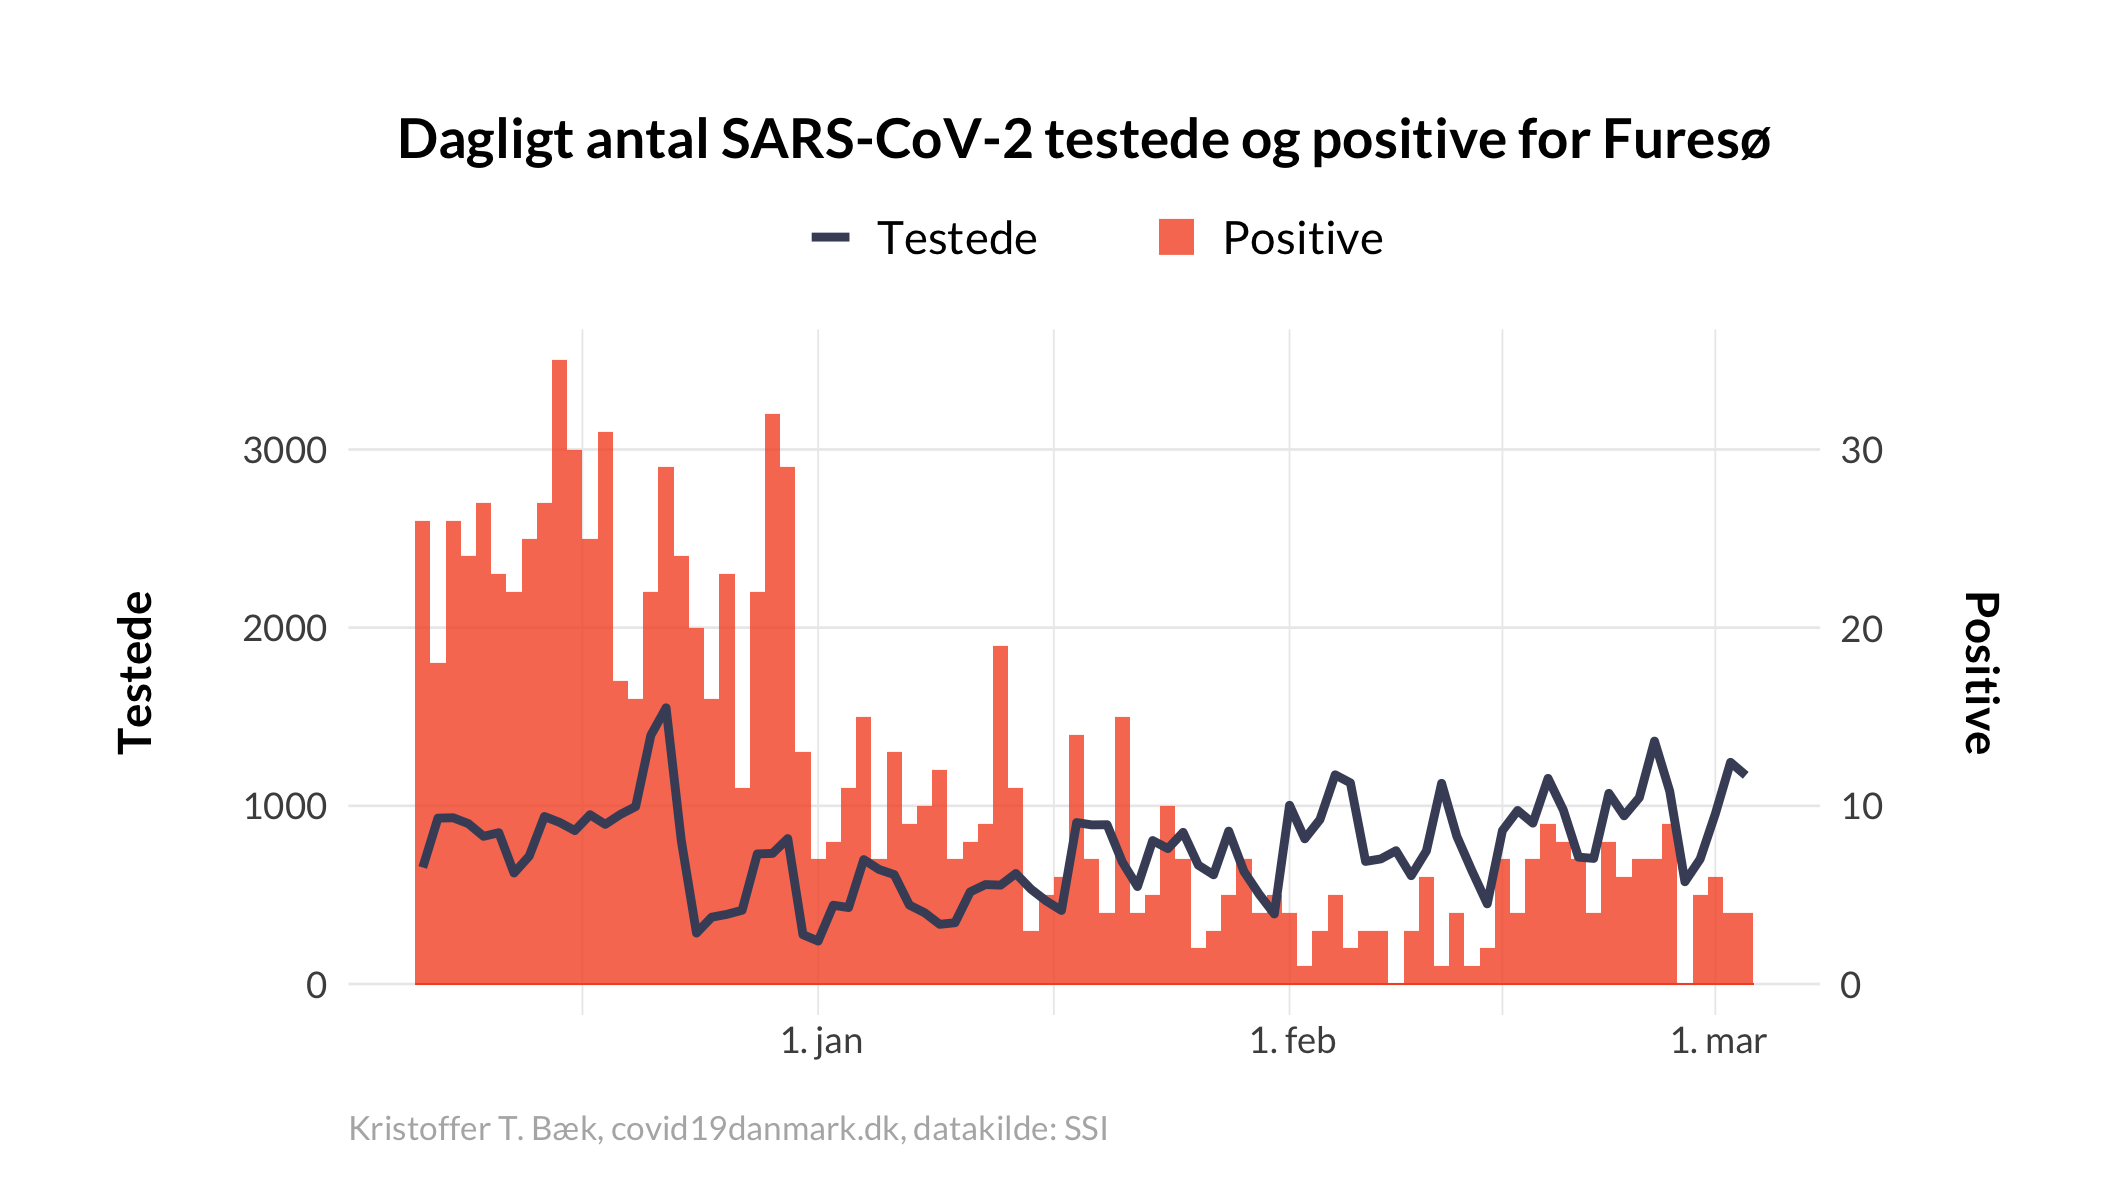 Dagligt antal SARS-CoV-2 testede og positive for Furesø
Testede
Positive
Testede
3000
2000
1000
0
30
20
10
0
Positive
1. jan
1. feb
1. mar
Kristoffer T. Bæk, covid19danmark.dk, datakilde: SSI